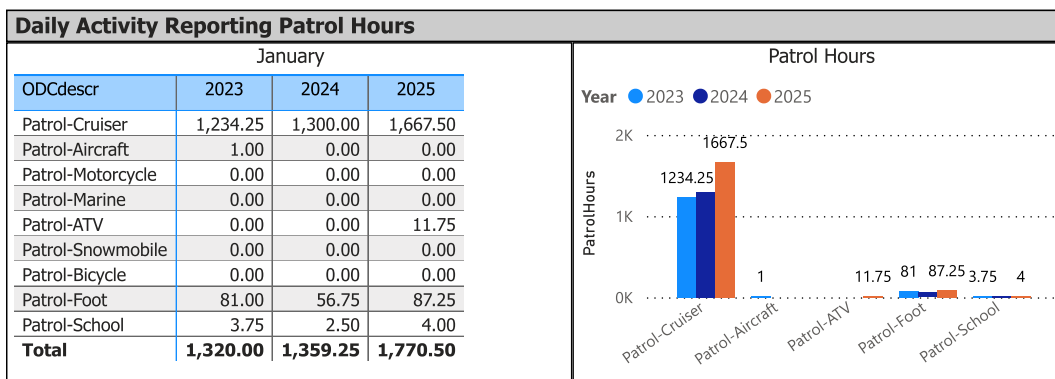 Daily Activity Reporting Patrol Hours
January
ODCdescr 2023 2024 2025
Patrol-Cruiser 1,234.25 1,300.00 1,667.50
Patrol-Aircraft 1.00 0.00 0.00
Patrol-Motorcycle 0.00 0.00 0.00
Patrol-Marine 0.00 0.00 0.00
Patrol-ATV 0.00 0.00 11.75
Patrol-Snowmobile 0.00 0.00 0.00
Patrol-Bicycle 0.00 0.00 0.00
Patrol-Foot 81.00 56.75 87.25
Patrol-School 3.75 2.50 4.00
Total 1,320.00 1,359.25 1,770.50
Patrol Hours
Year 2023 2024 2025
PatrolHours
2K
1K
0K
1234.25 1667.5
1
11.75
81 87.25
3.75 4
Patrol-Cruiser
Patrol-Aircraft
Patrol-ATV
Patrol-Foot
Patrol-School